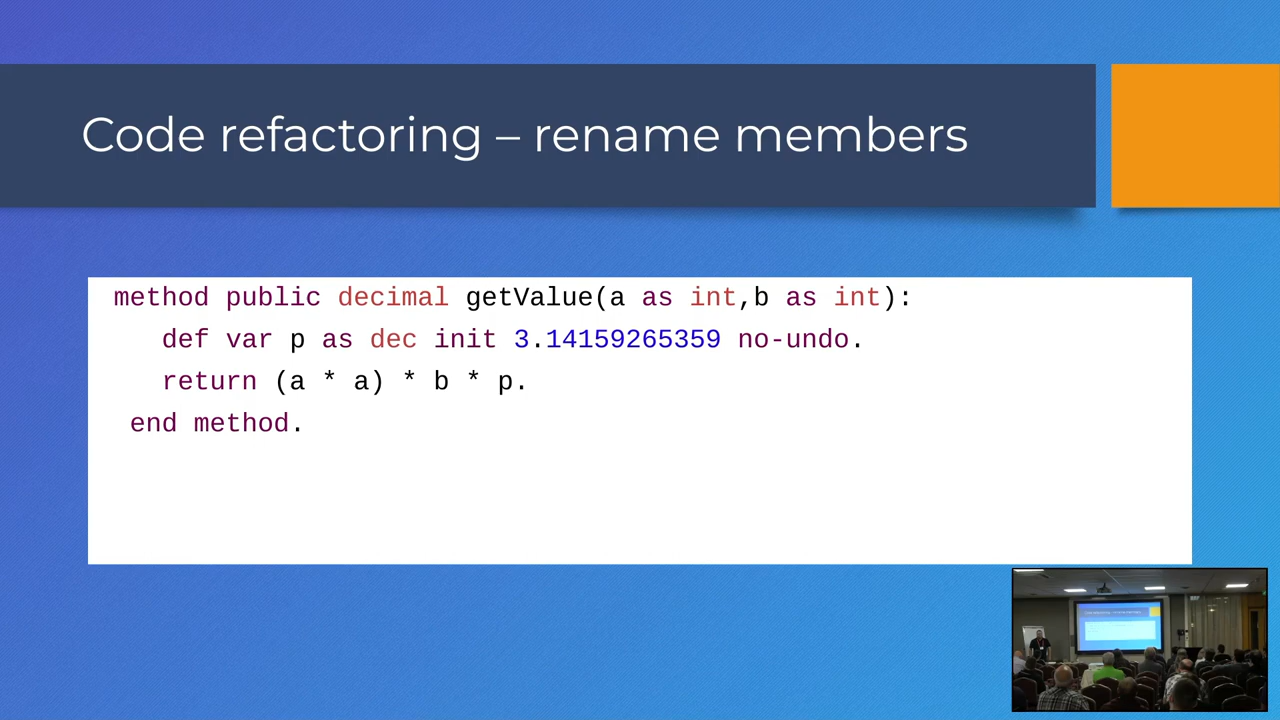 Code refactoring – rename members
method public decimal getValue(a as int,b as int):
def var p as dec init 3.14159265359 no-undo.
return (a * a) * b * p.
end method.